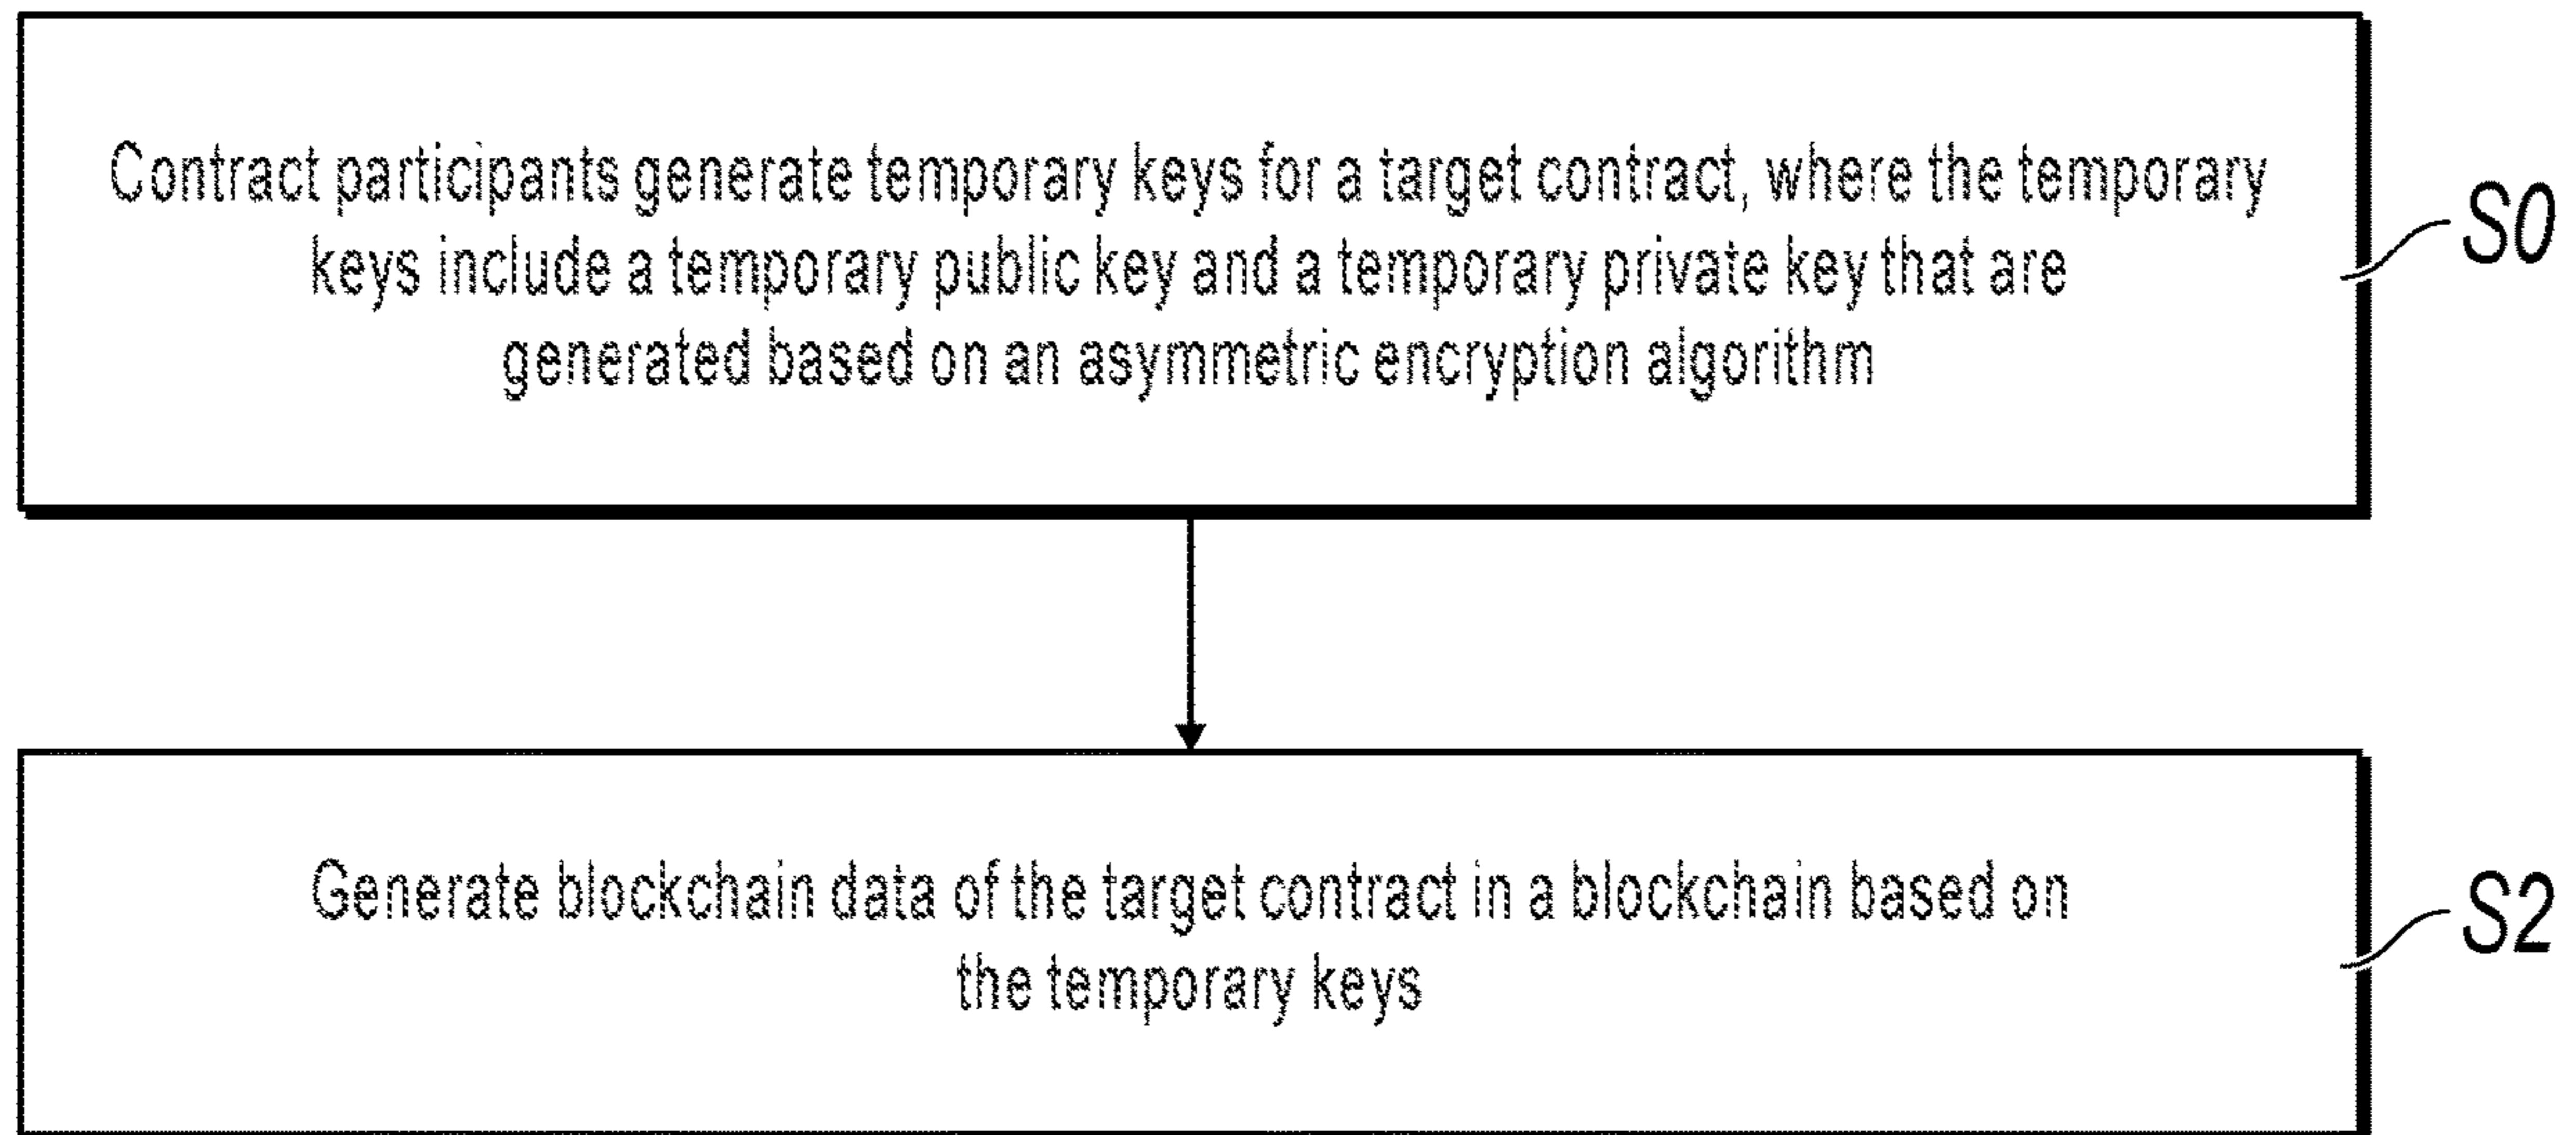 Contract participants generate temporary keys for a target contract, where the temporary
keys include a temporary public key and a temporary private key that are
generated based on an asymmetric encryption algorithm
S0
Generate blockchain data of the target contract in a blockchain based on
the temporary keys
S2